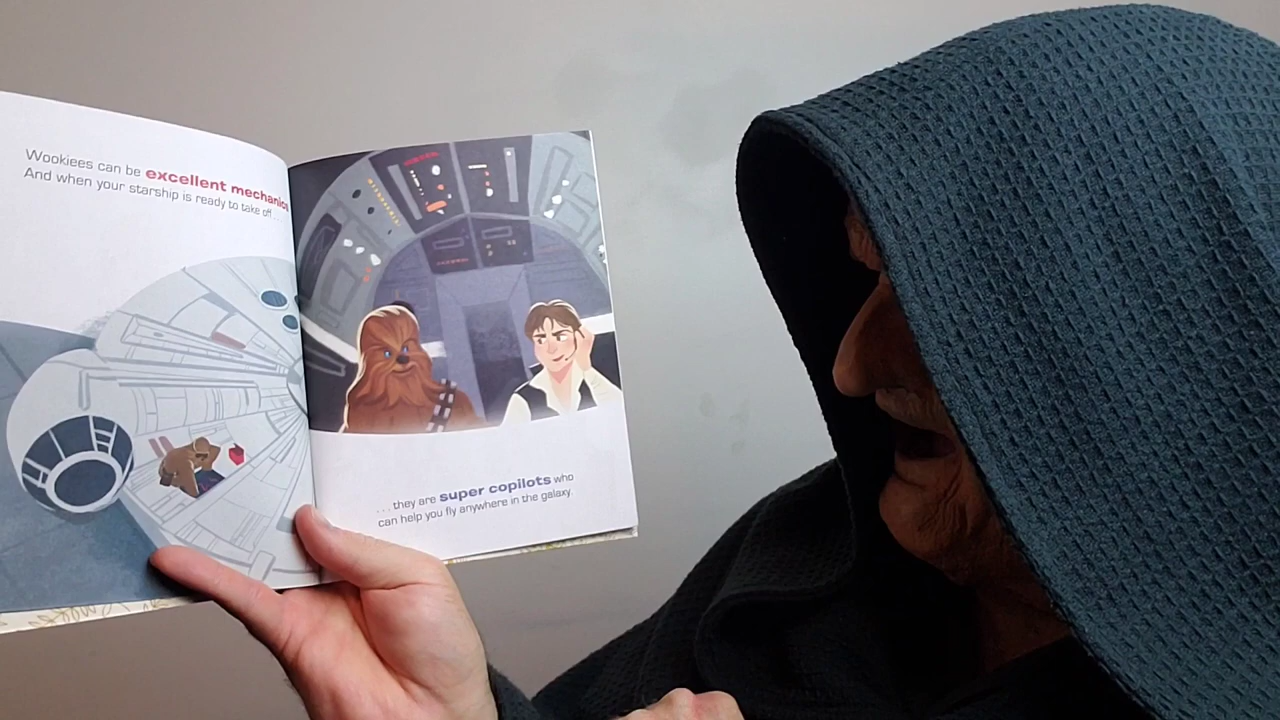 Wookiees can be excellent mechanics
And when your starship is ready to take off . . .
. . . they are super copilots who
can help you fly anywhere in the galaxy.